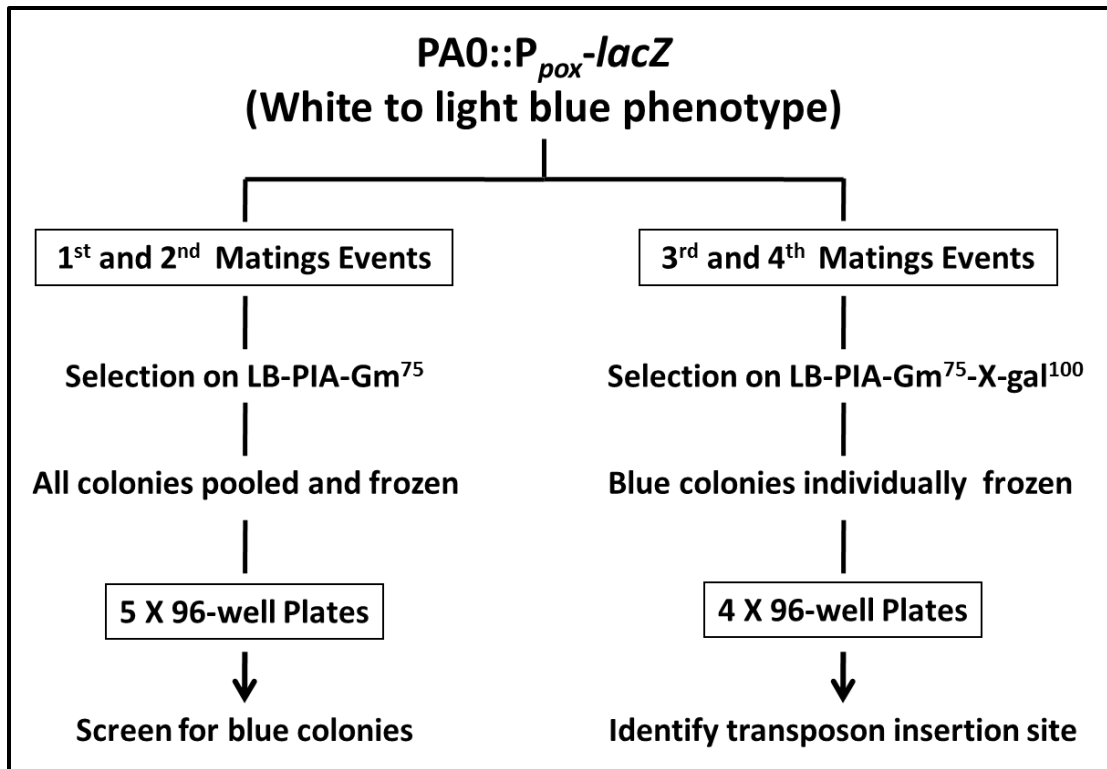 PA0::Ppox-lacZ
(White to light blue phenotype)
1st and 2nd Matings Events
3rd and 4th Matings Events
Selection on LB-PIA-Gm75
Selection on LB-PIA-Gm75-X-gal100
All colonies pooled and frozen
Blue colonies individually frozen
5 X 96-well Plates
4 X 96-well Plates
Screen for blue colonies
Identify transposon insertion site